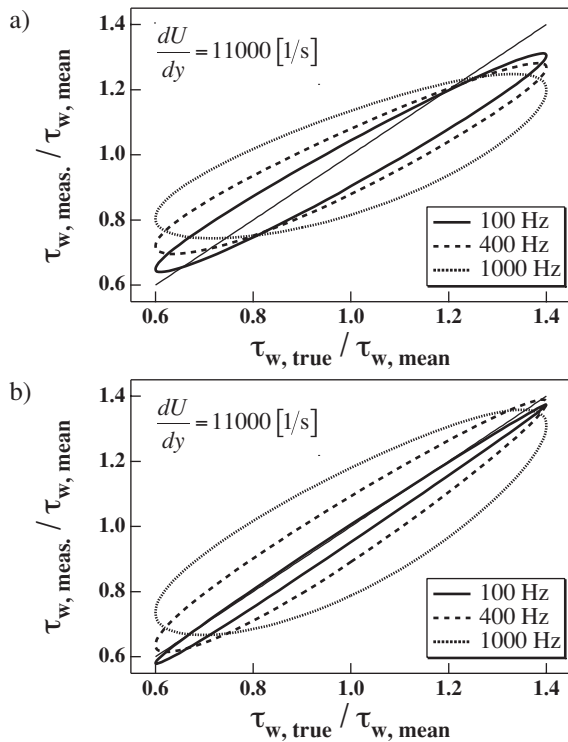 a)
dU/dy = 11000 [1/s]
τw, meas. / τw, mean
1.4
1.2
1.0
0.8
0.6
100 Hz
400 Hz
1000 Hz
0.6 0.8 1.0 1.2 1.4
τw, true / τw, mean
b)
dU/dy = 11000 [1/s]
τw, meas. / τw, mean
1.4
1.2
1.0
0.8
0.6
100 Hz
400 Hz
1000 Hz
0.6 0.8 1.0 1.2 1.4
τw, true / τw, mean